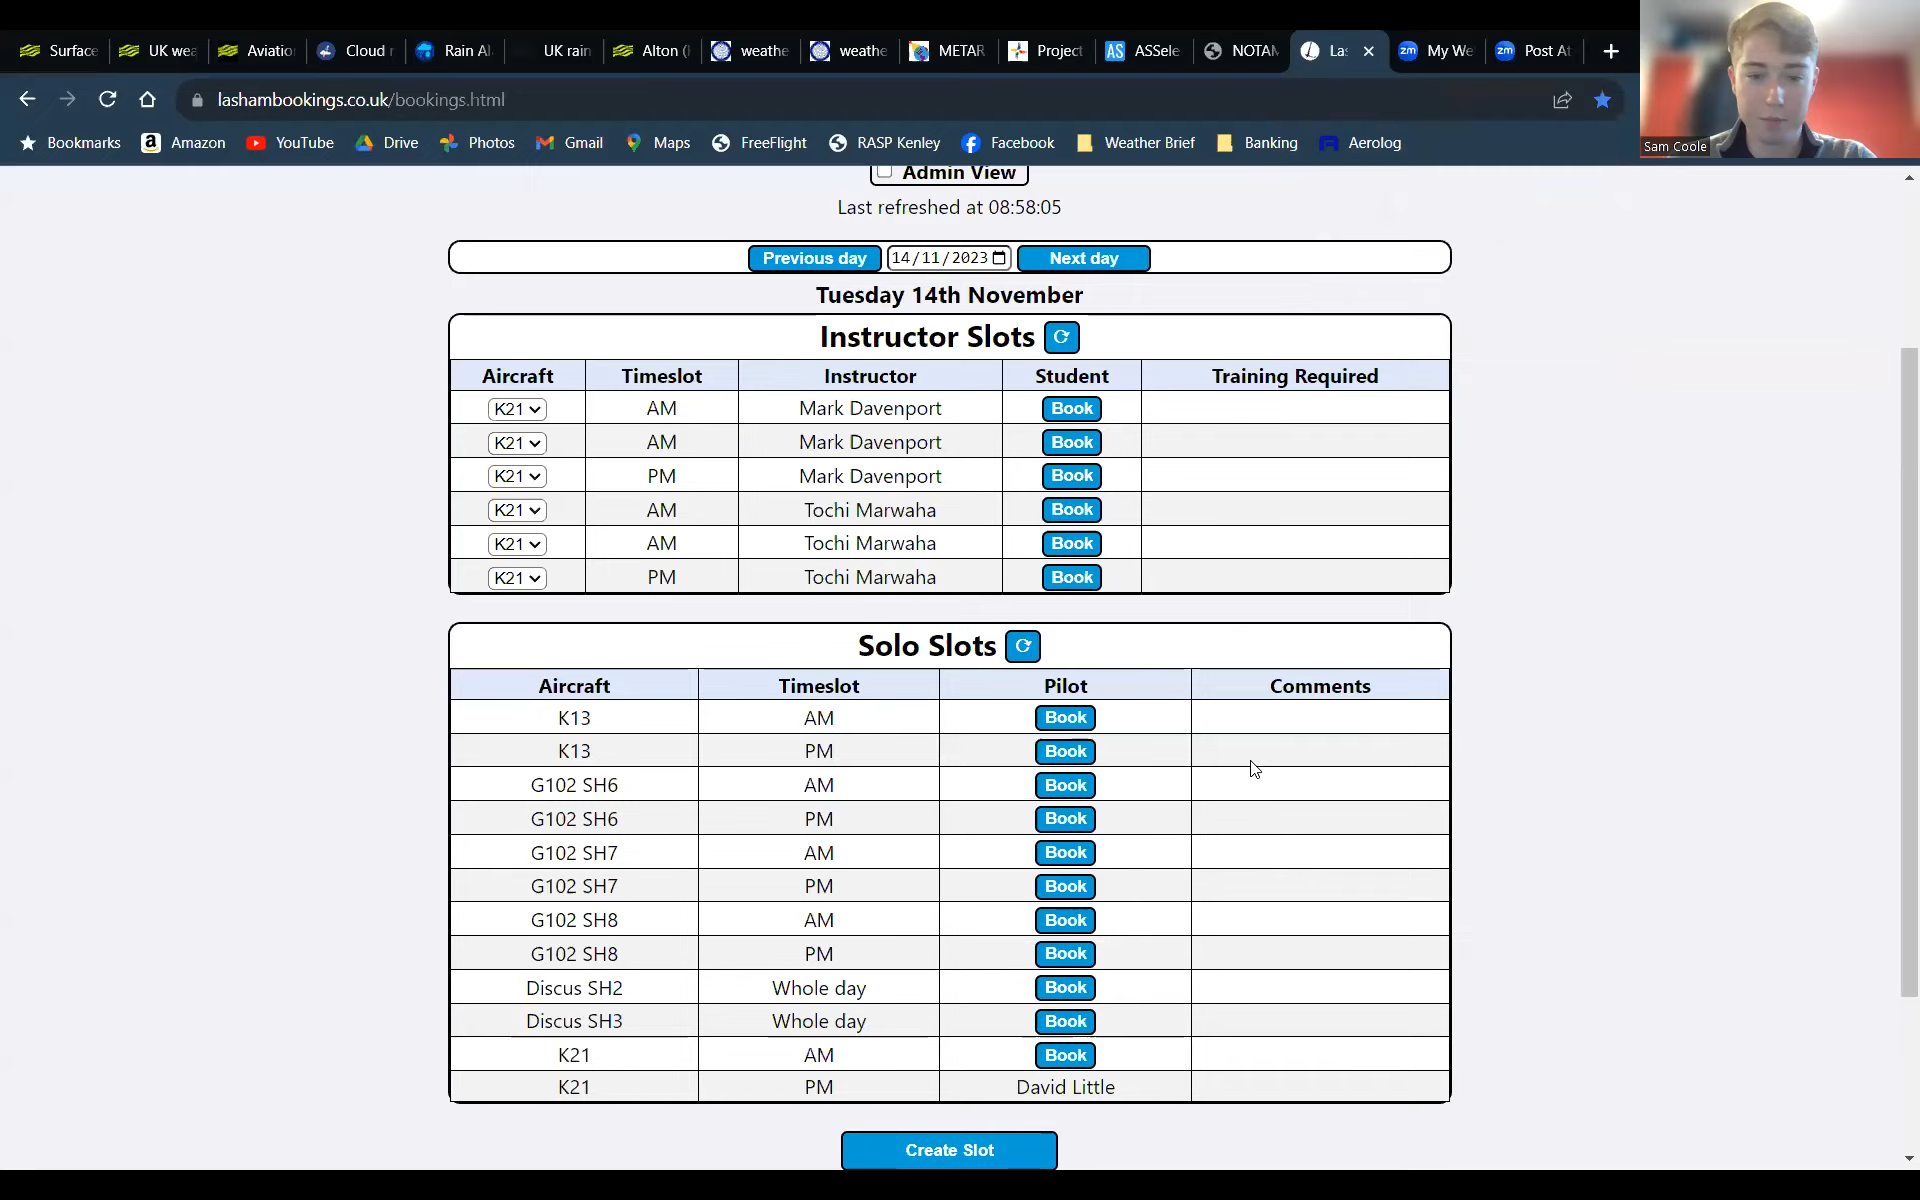 Surface
UK wea
Aviation
Cloud r
Rain Al
UK rain
Alton (
weathe
weathe
METAR
Project
ASSele
NOTAM
Las
My We
Post At
lashambookings.co.uk/bookings.html
Bookmarks
Amazon
YouTube
Drive
Photos
Gmail
Maps
FreeFlight
RASP Kenley
Facebook
Weather Brief
Banking
Aerolog
Sam Coole
Admin View
Last refreshed at 08:58:05
Previous day 14/11/2023 Next day
Tuesday 14th November
Instructor Slots
Aircraft Timeslot Instructor Student Training Required
K21 AM Mark Davenport Book
K21 AM Mark Davenport Book
K21 PM Mark Davenport Book
K21 AM Tochi Marwaha Book
K21 AM Tochi Marwaha Book
K21 PM Tochi Marwaha Book
Solo Slots
Aircraft Timeslot Pilot Comments
K13 AM Book
K13 PM Book
G102 SH6 AM Book
G102 SH6 PM Book
G102 SH7 AM Book
G102 SH7 PM Book
G102 SH8 AM Book
G102 SH8 PM Book
Discus SH2 Whole day Book
Discus SH3 Whole day Book
K21 AM Book
K21 PM David Little
Create Slot